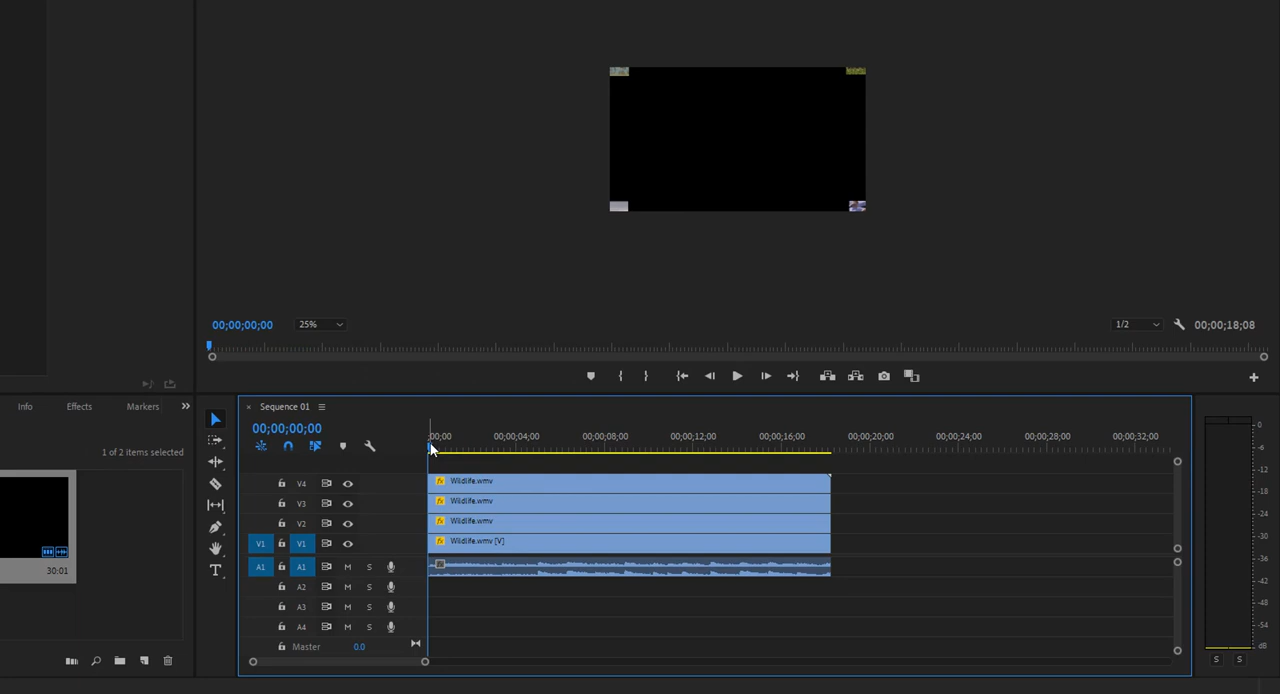 00;00;00;00
25%
1/2
00;00;18;08
Info
Effects
Markers
1 of 2 items selected
30:01
Sequence 01
00;00;00;00
;00;00
00;00;04;00
00;00;08;00
00;00;12;00
00;00;16;00
00;00;20;00
00;00;24;00
00;00;28;00
00;00;32;00
V4
fx
Wildlife.wmv
V3
fx
Wildlife.wmv
V2
fx
Wildlife.wmv
V1
V1
fx
Wildlife.wmv [V]
A1
A1
M
S
A2
M
S
A3
M
S
A4
M
S
Master
0.0
T
0
-6
-12
-18
-24
-30
-36
-42
-48
-54
dB
S
S